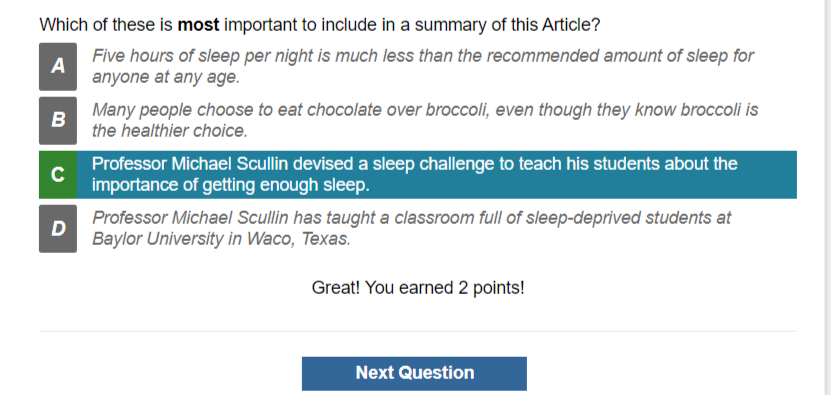 Which of these is most important to include in a summary of this Article?
A
Five hours of sleep per night is much less than the recommended amount of sleep for
anyone at any age.
B
Many people choose to eat chocolate over broccoli, even though they know broccoli is
the healthier choice.
C
Professor Michael Scullin devised a sleep challenge to teach his students about the
importance of getting enough sleep.
D
Professor Michael Scullin has taught a classroom full of sleep-deprived students at
Baylor University in Waco, Texas.
Great! You earned 2 points!
Next Question